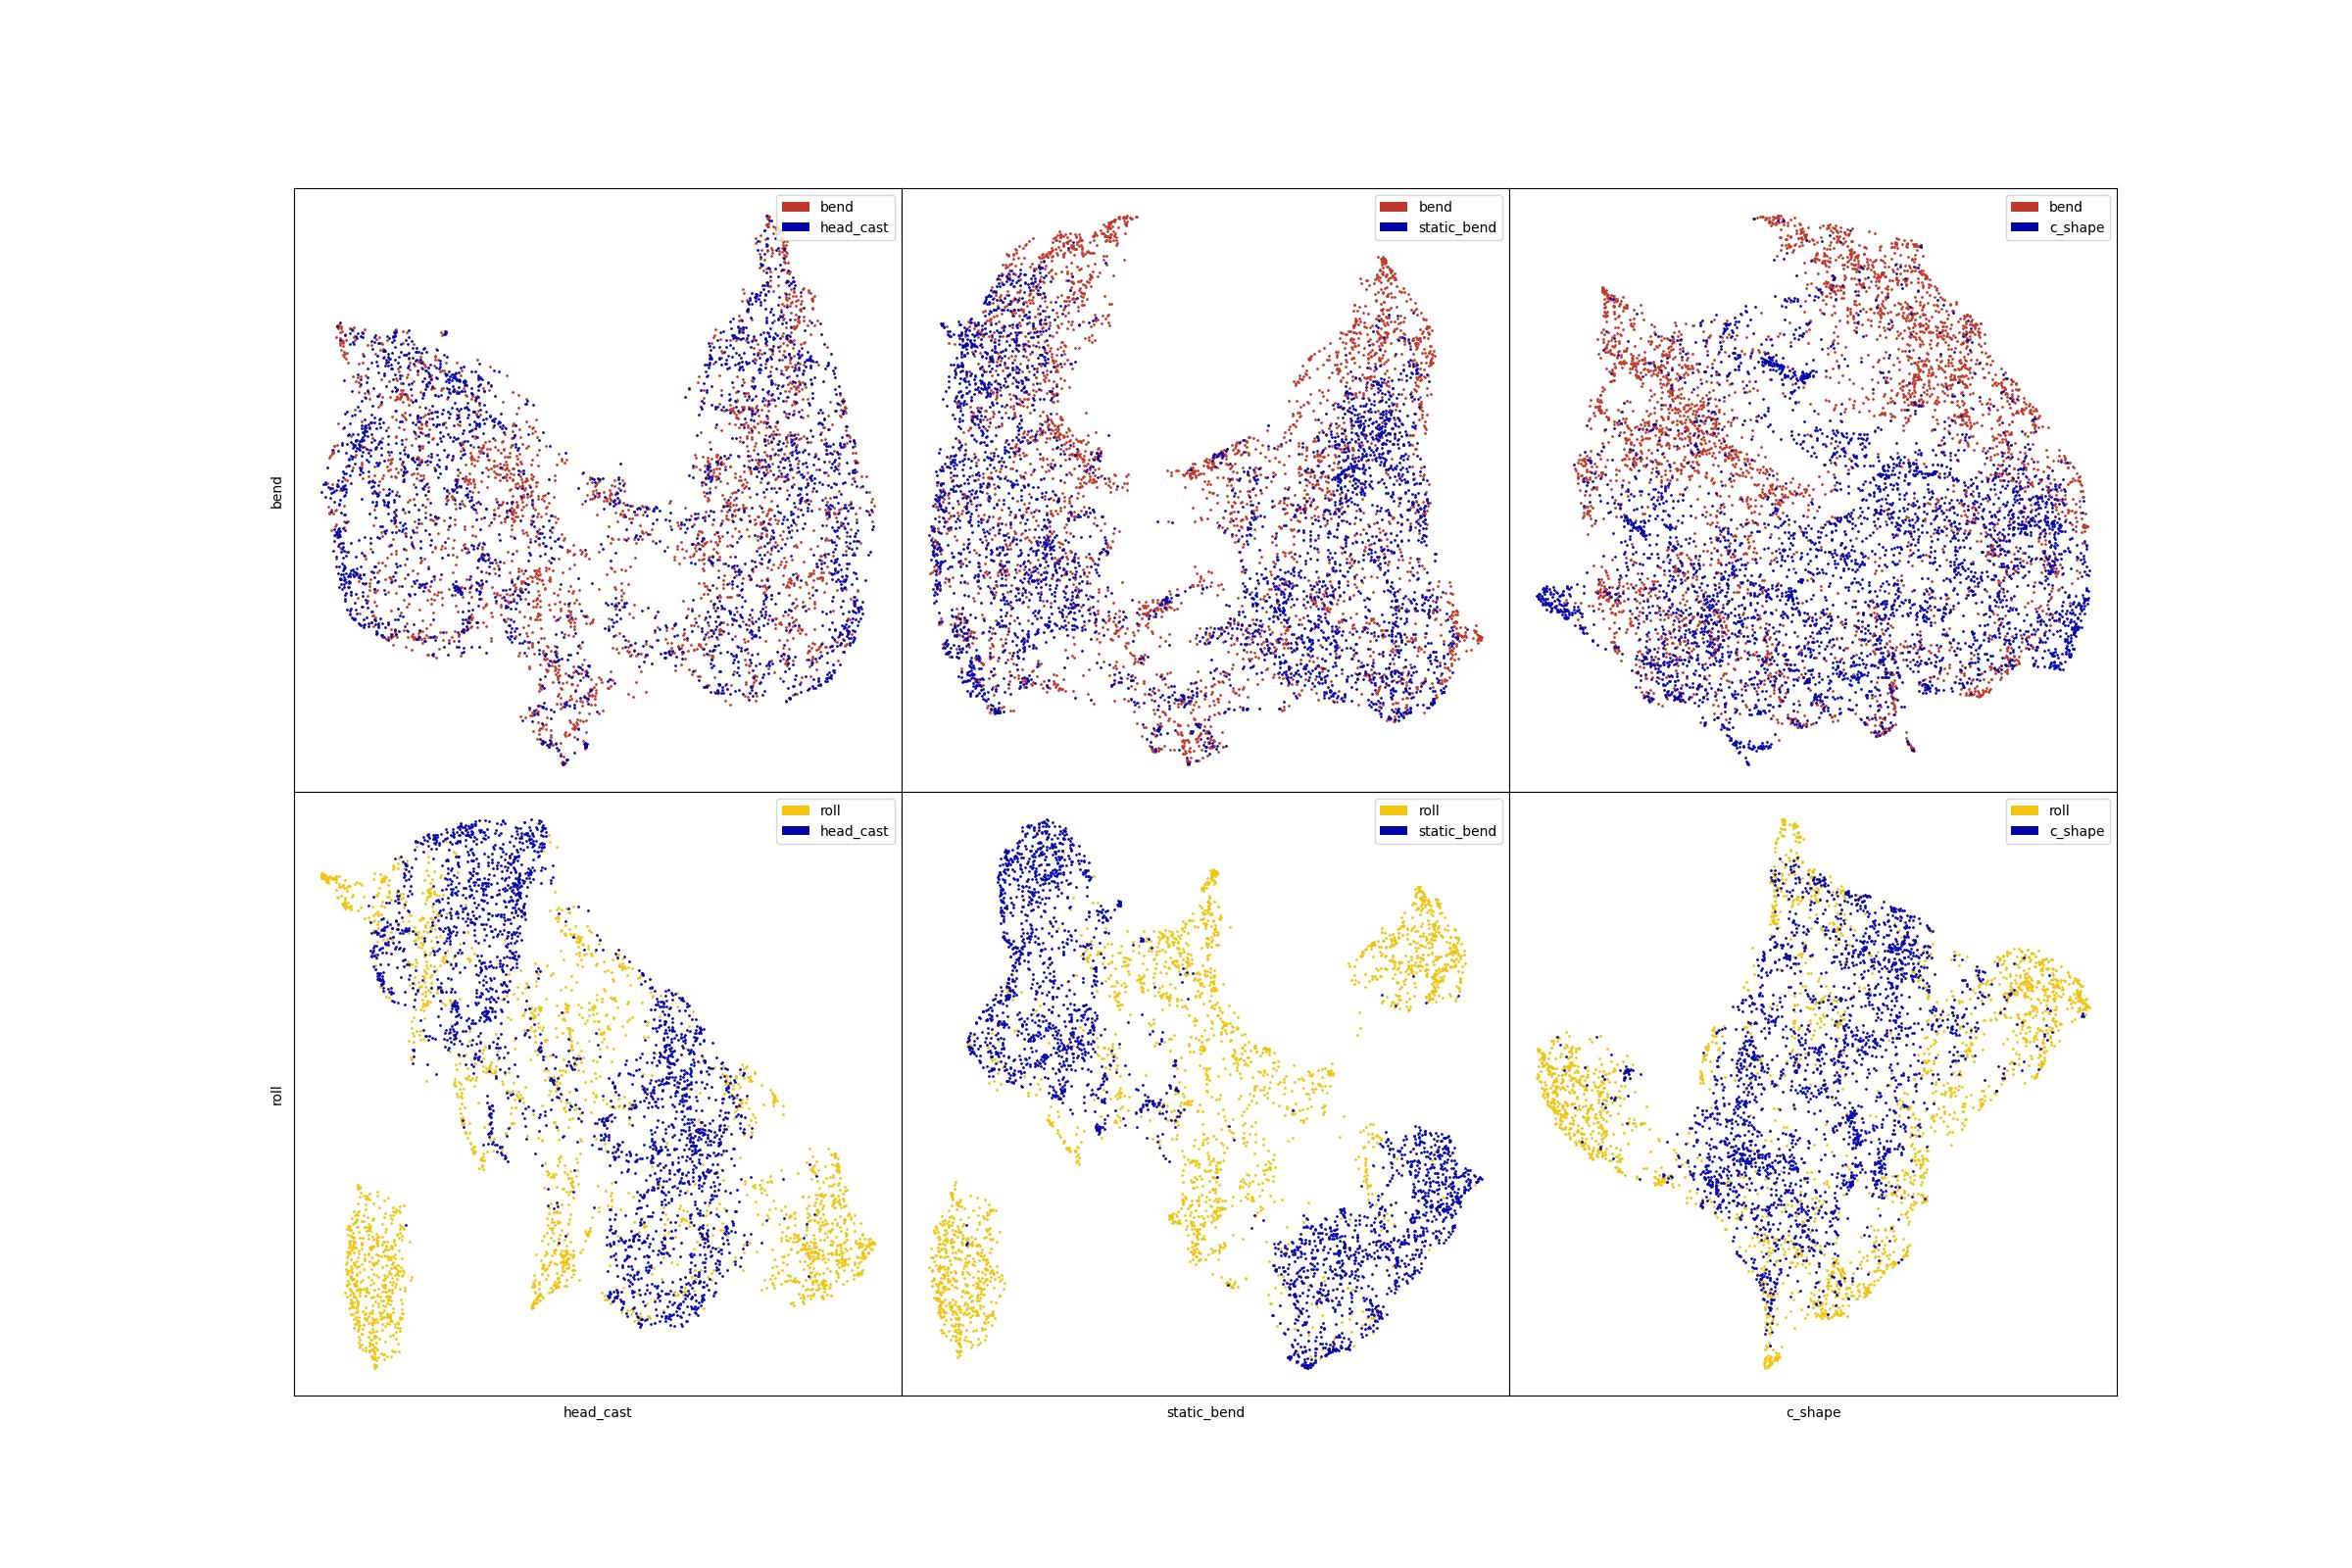 bend
head_cast
bend
static_bend
bend
c_shape
bend
roll
head_cast
roll
static_bend
roll
c_shape
roll
head_cast
static_bend
c_shape